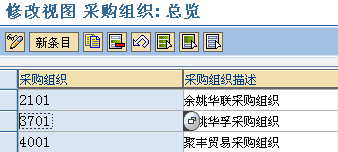 修改视图 采购组织: 总览
新条目
采购组织 采购组织描述
2101 余姚华联采购组织
3701 姚华孚采购组织
4001 聚丰贸易采购组织